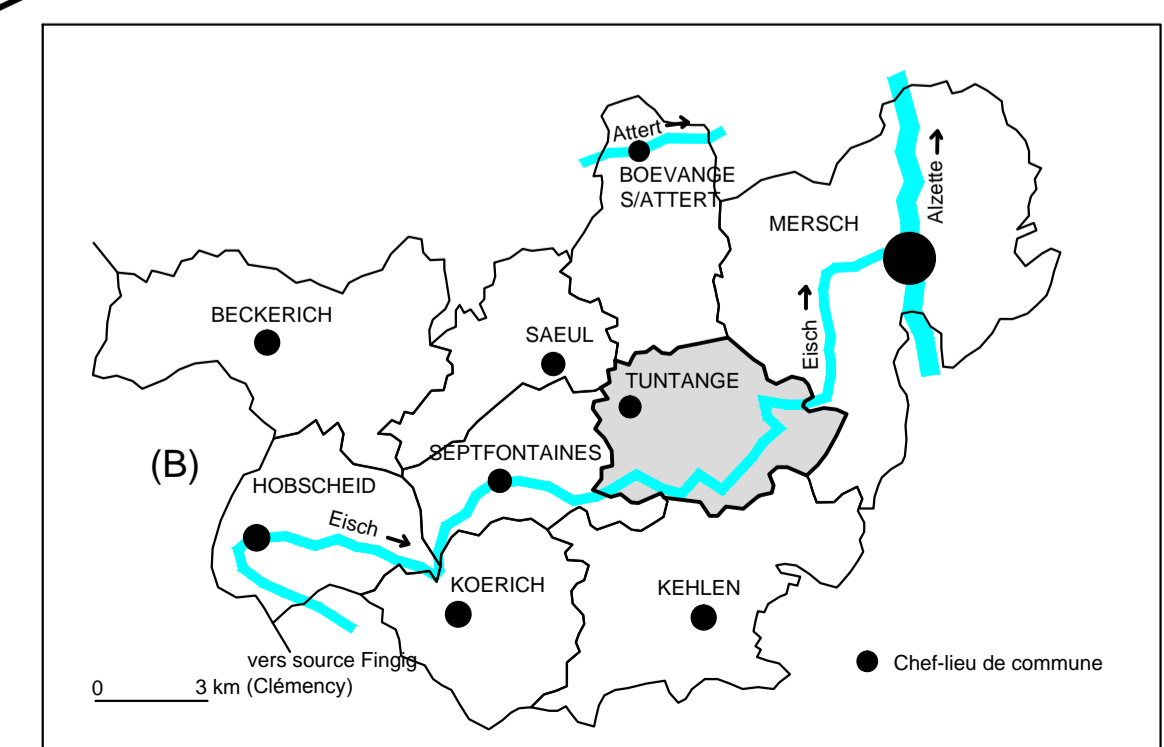 Attert
BOEVANGE
S/ATTERT
MERSCH
Alzette
BECKERICH
SAEUL
Eisch
TUNTANGE
(B)
SEPTFONTAINES
HOBSCHEID
Eisch
KOERICH
KEHLEN
vers source Fingig
(Clémency)
0 3 km
Chef-lieu de commune